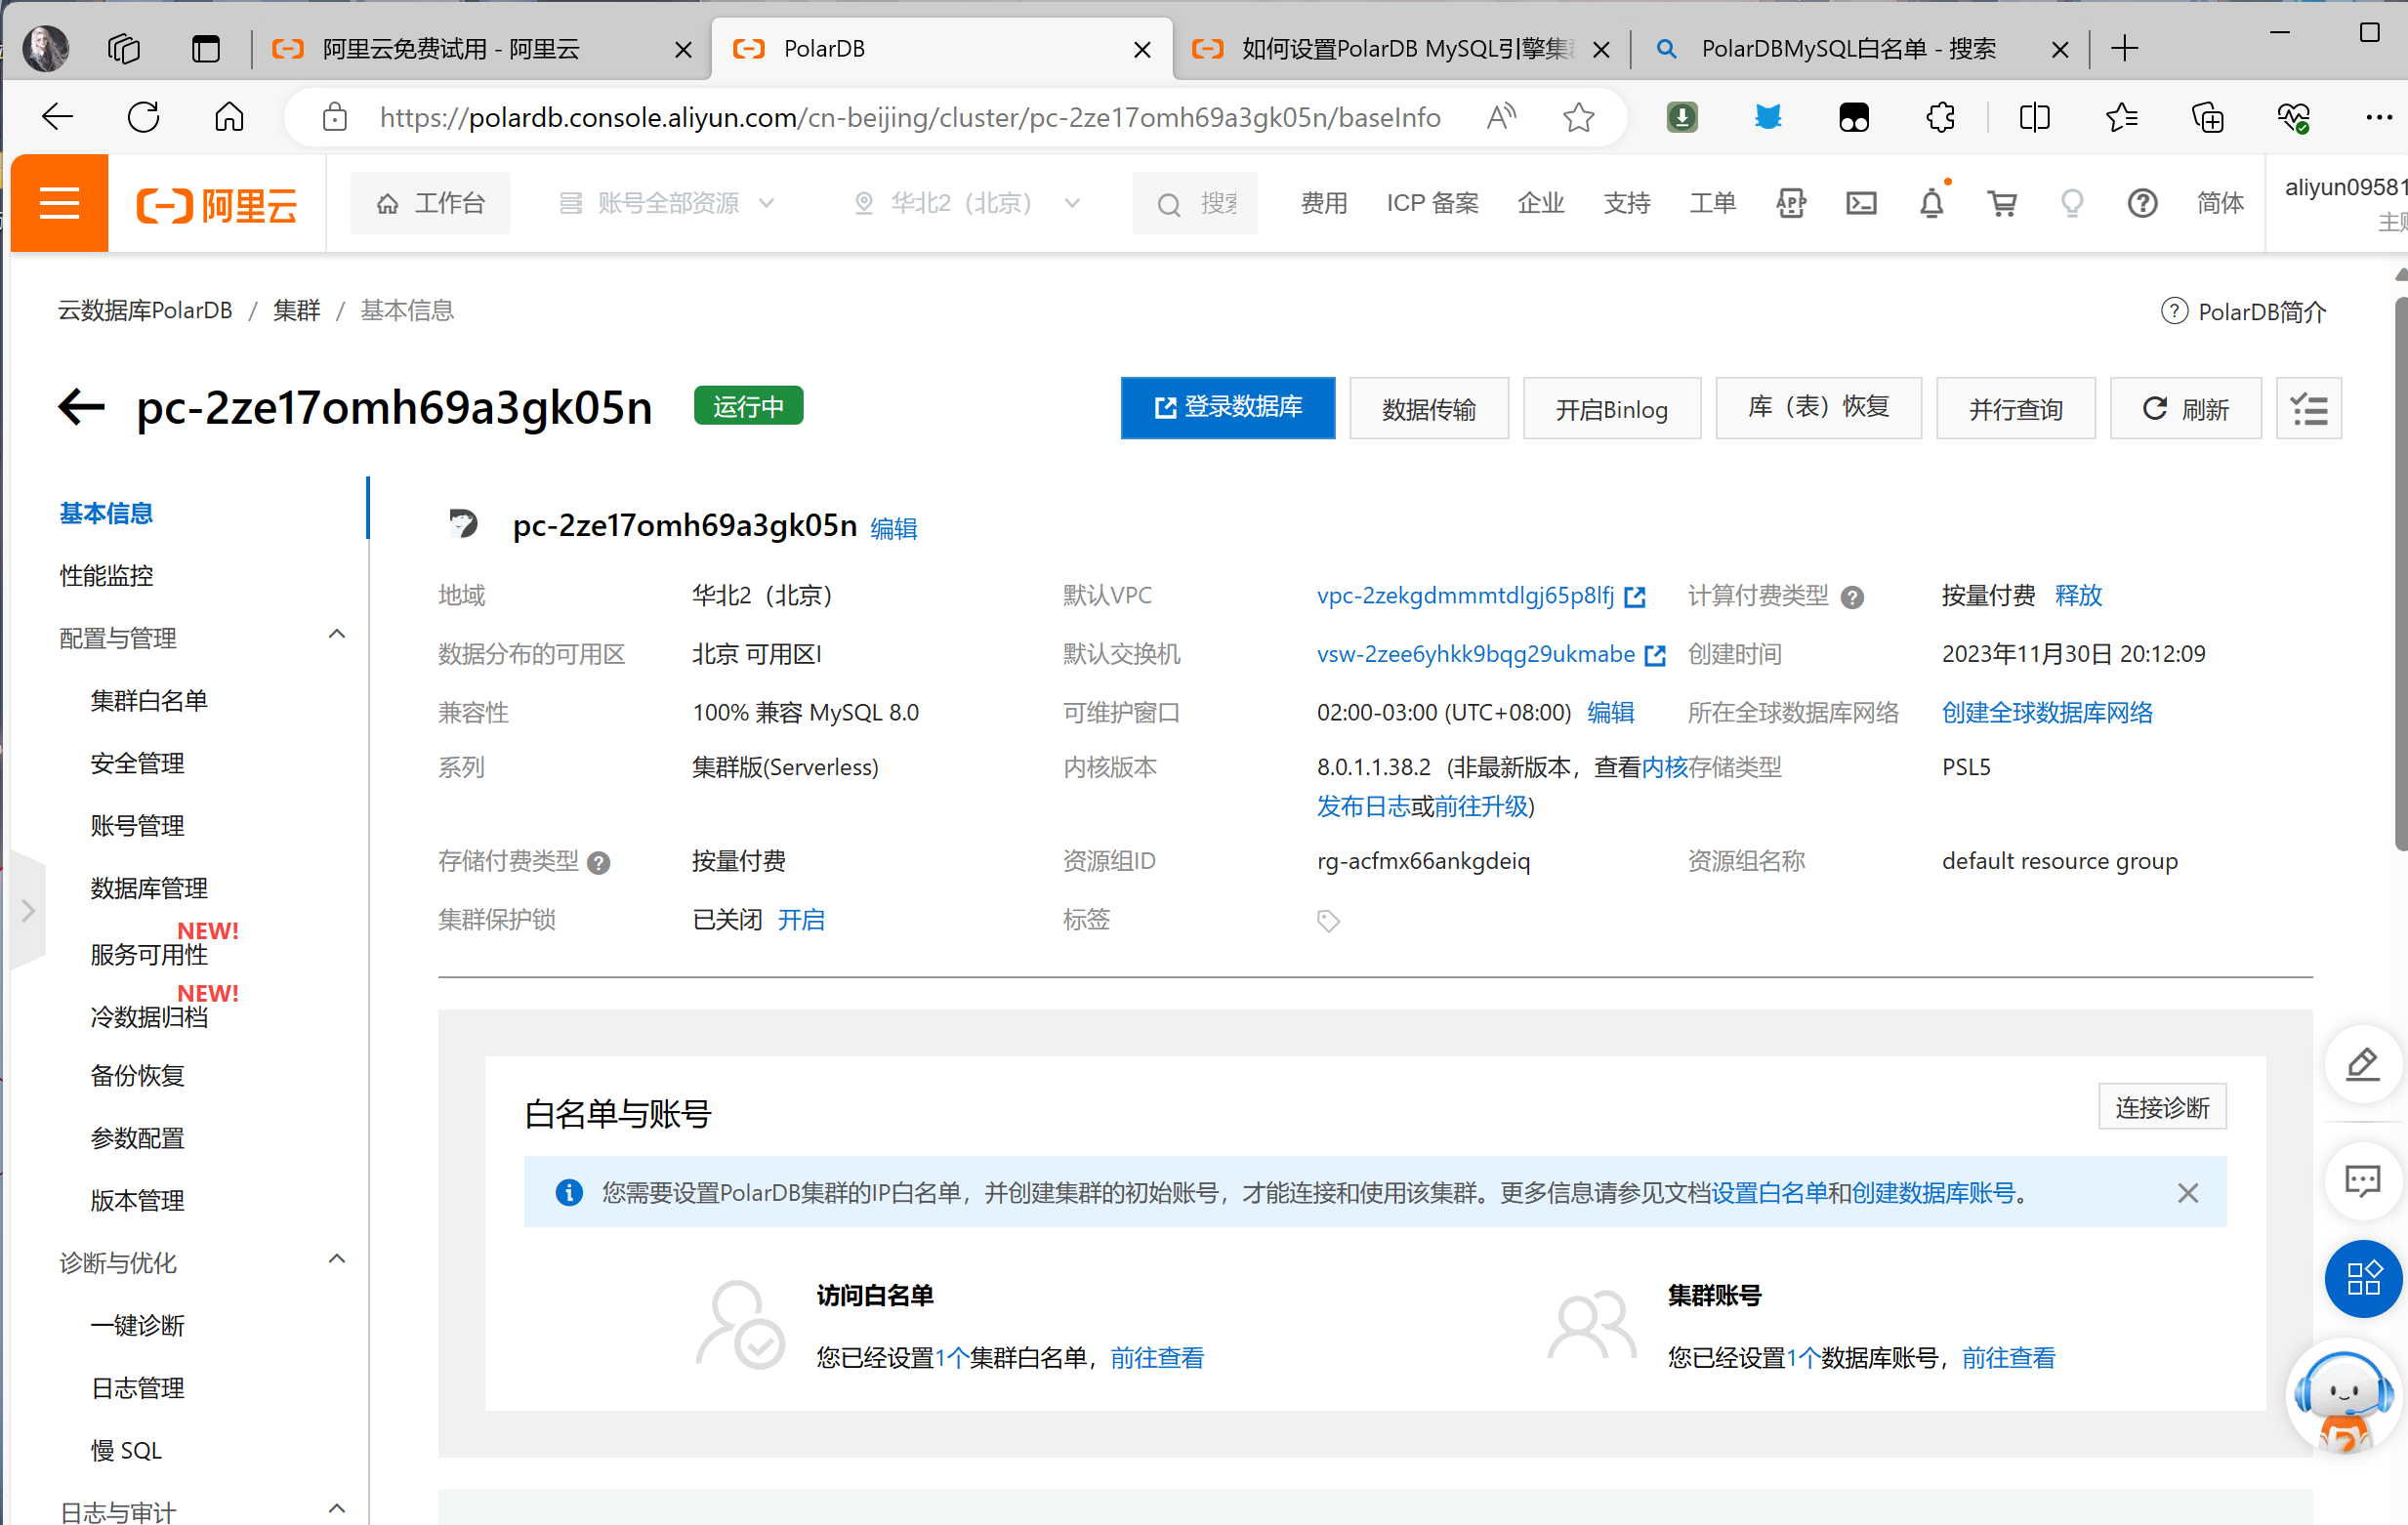 阿里云免费试用 - 阿里云
PolarDB
如何设置PolarDB MySQL引擎集
PolarDBMySQL白名单 - 搜索
https://polardb.console.aliyun.com/cn-beijing/cluster/pc-2ze17omh69a3gk05n/baseInfo
阿里云
工作台
账号全部资源
华北2（北京）
搜索
费用
ICP 备案
企业
支持
工单
APP
简体
aliyun09581
主
云数据库PolarDB / 集群 / 基本信息
PolarDB简介
pc-2ze17omh69a3gk05n
运行中
登录数据库
数据传输
开启Binlog
库（表）恢复
并行查询
刷新
基本信息
性能监控
配置与管理
集群白名单
安全管理
账号管理
数据库管理
NEW!
服务可用性
NEW!
冷数据归档
备份恢复
参数配置
版本管理
诊断与优化
一键诊断
日志管理
慢 SQL
日志与审计
pc-2ze17omh69a3gk05n 编辑
地域 华北2（北京） 默认VPC vpc-2zekgdmmmtdlgj65p8lfj 计算付费类型 按量付费 释放
数据分布的可用区 北京 可用区I 默认交换机 vsw-2zee6yhkk9bqg29ukmabe 创建时间 2023年11月30日 20:12:09
兼容性 100% 兼容 MySQL 8.0 可维护窗口 02:00-03:00 (UTC+08:00) 编辑 所在全球数据库网络 创建全球数据库网络
系列 集群版(Serverless) 内核版本 8.0.1.1.38.2（非最新版本，查看内核 存储类型 PSL5
发布日志或前往升级)
存储付费类型 按量付费 资源组ID rg-acfmx66ankgdeiq 资源组名称 default resource group
集群保护锁 已关闭 开启 标签
白名单与账号
连接诊断
您需要设置PolarDB集群的IP白名单，并创建集群的初始账号，才能连接和使用该集群。更多信息请参见文档设置白名单和创建数据库账号。
访问白名单
您已经设置1个集群白名单，前往查看
集群账号
您已经设置1个数据库账号，前往查看